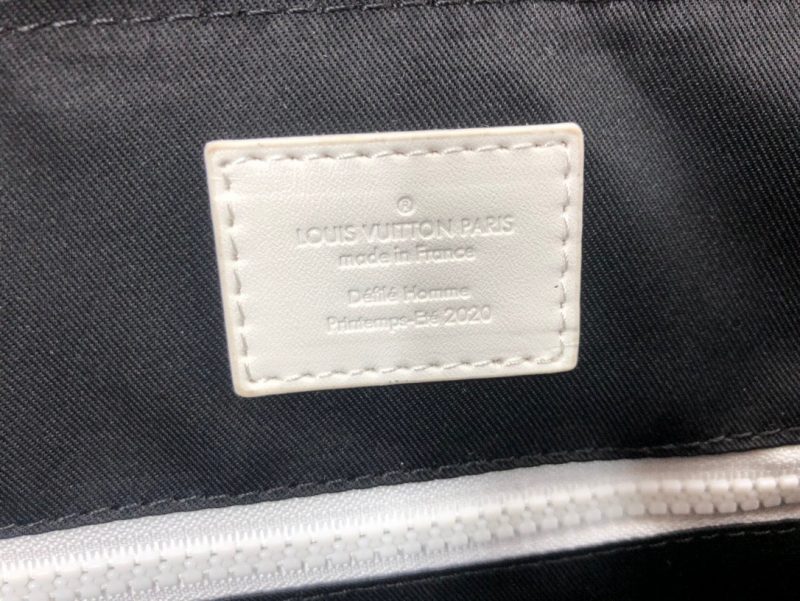 ®
LOUIS VUITTON PARIS
made in France
Défilé Homme
Printemps-Été 2020